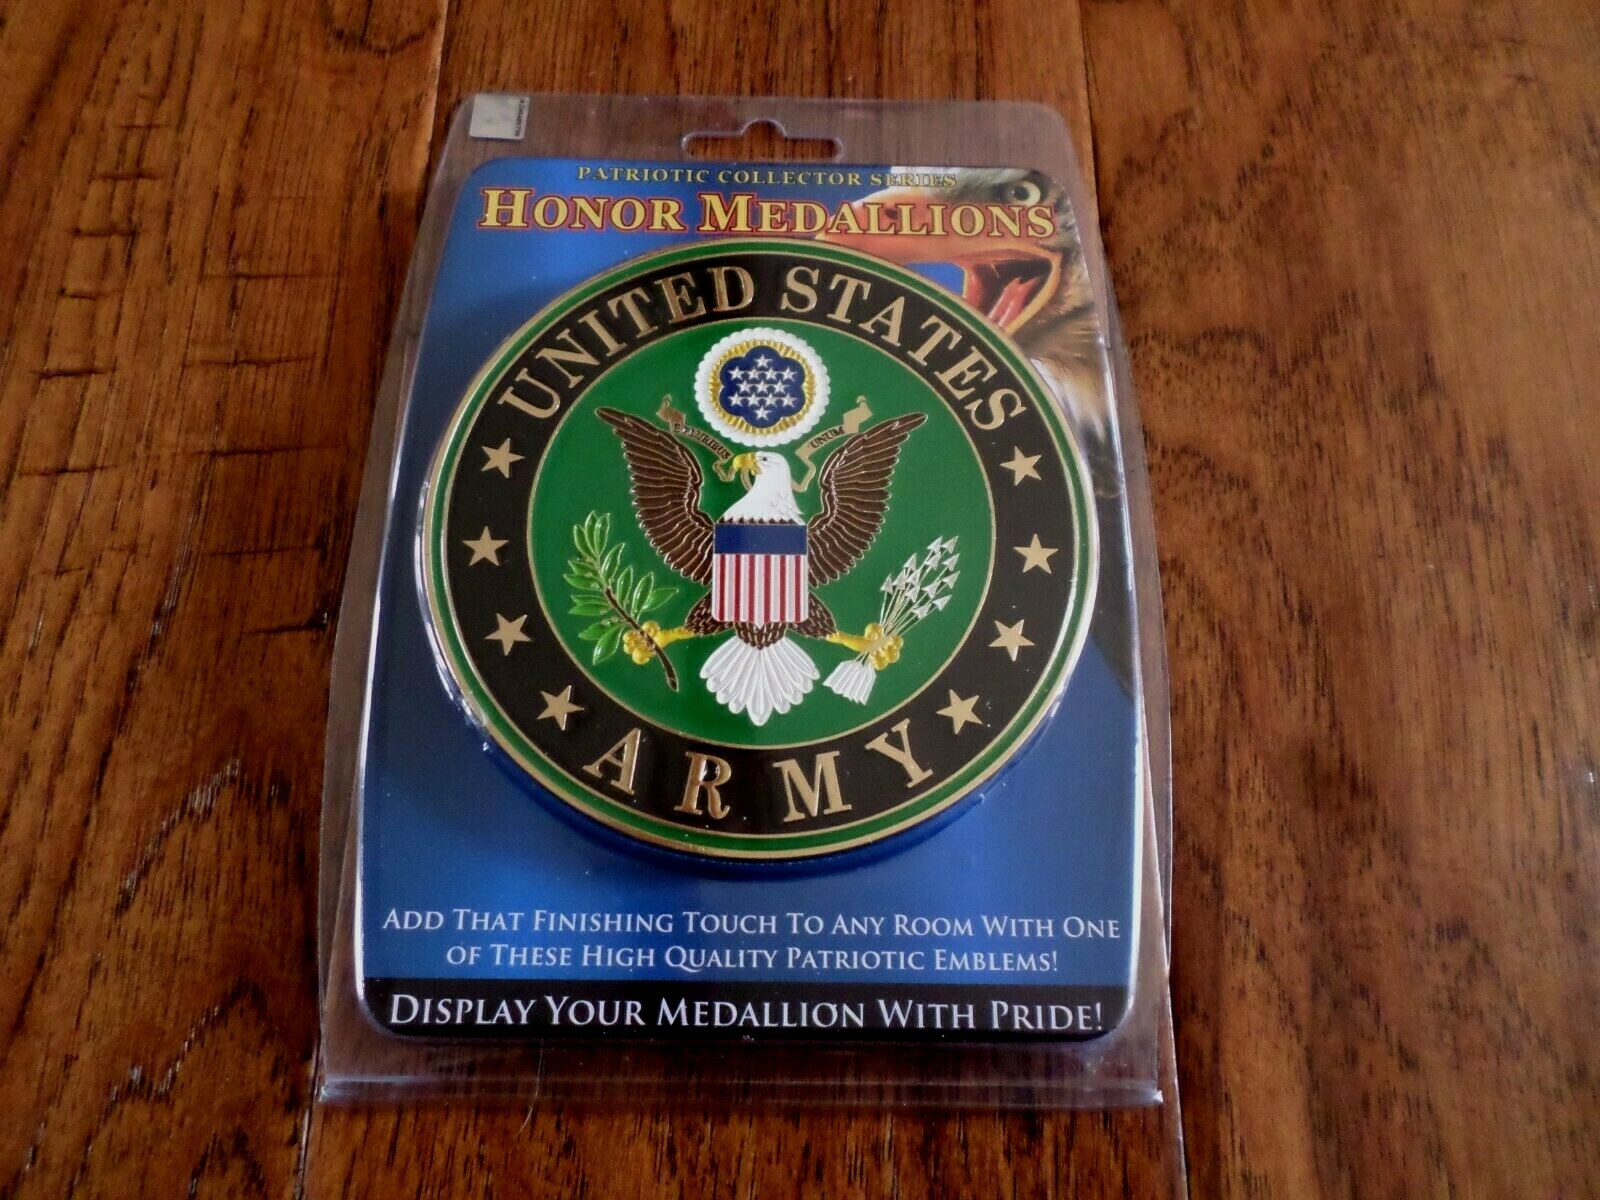 PATRIOTIC COLLECTOR SERIES
HONOR MEDALLIONS
UNITED STATES
E PLURIBUS UNUM
ARMY
ADD THAT FINISHING TOUCH TO ANY ROOM WITH ONE
OF THESE HIGH QUALITY PATRIOTIC EMBLEMS!
DISPLAY YOUR MEDALLION WITH PRIDE!